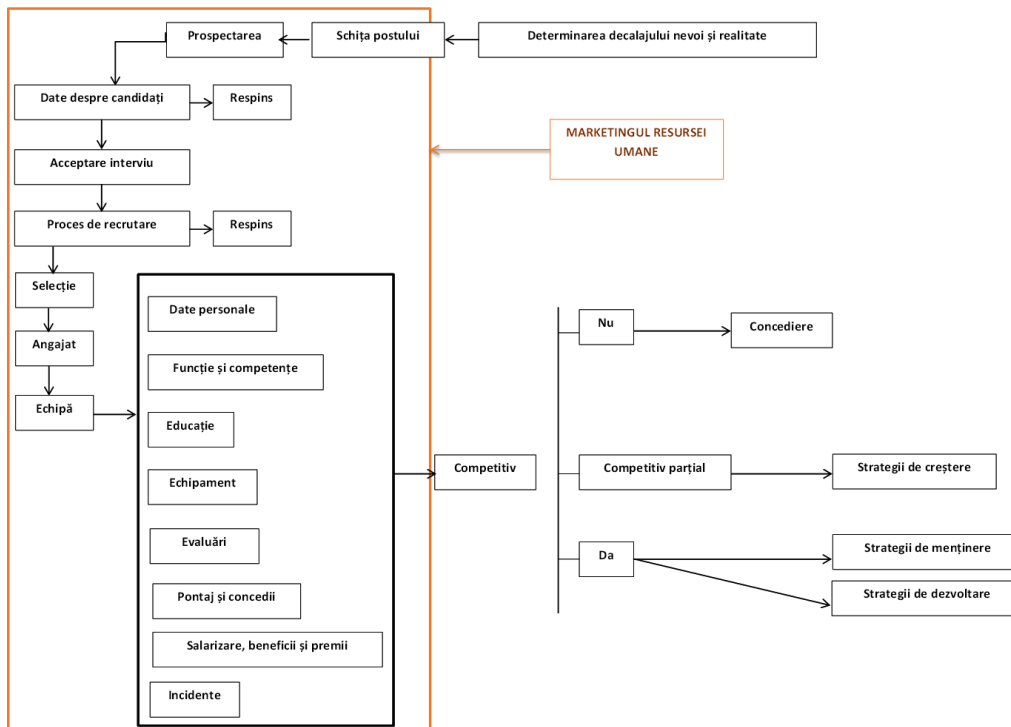 Prospectarea
Schița postului
Determinarea decalajului nevoi și realitate
Date despre candidați
Respins
MARKETINGUL RESURSEI
UMANE
Acceptare interviu
Proces de recrutare
Respins
Selecție
Angajat
Echipă
Date personale
Funcție și competențe
Educație
Echipament
Evaluări
Pontaj și concedii
Salarizare, beneficii și premii
Incidente
Competitiv
Nu
Concediere
Competitiv parțial
Strategii de creștere
Da
Strategii de menținere
Strategii de dezvoltare